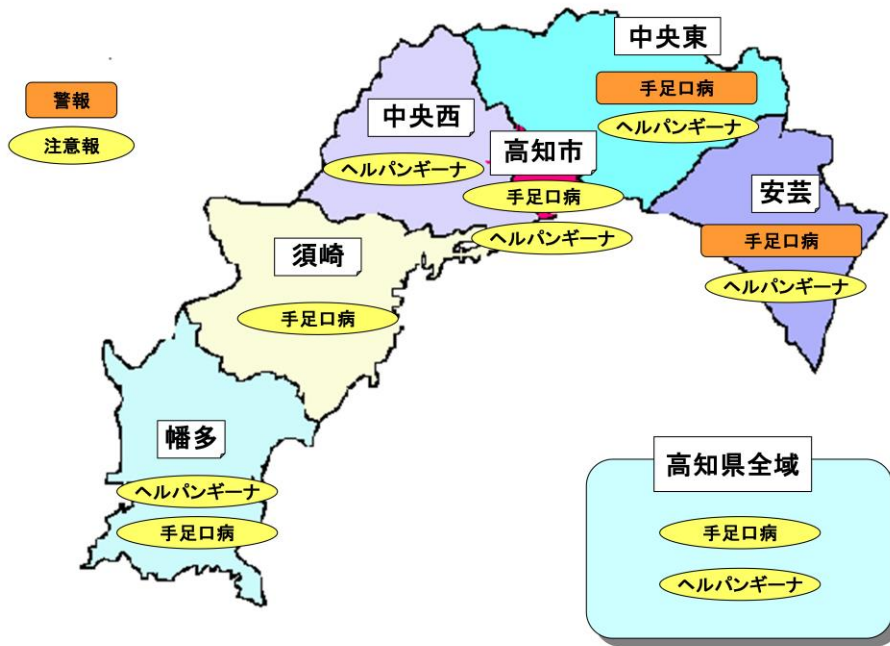 警報
注意報
中央東
手足口病
ヘルパンギーナ
中央西
ヘルパンギーナ
高知市
手足口病
ヘルパンギーナ
安芸
手足口病
ヘルパンギーナ
須崎
手足口病
幡多
ヘルパンギーナ
手足口病
高知県全域
手足口病
ヘルパンギーナ